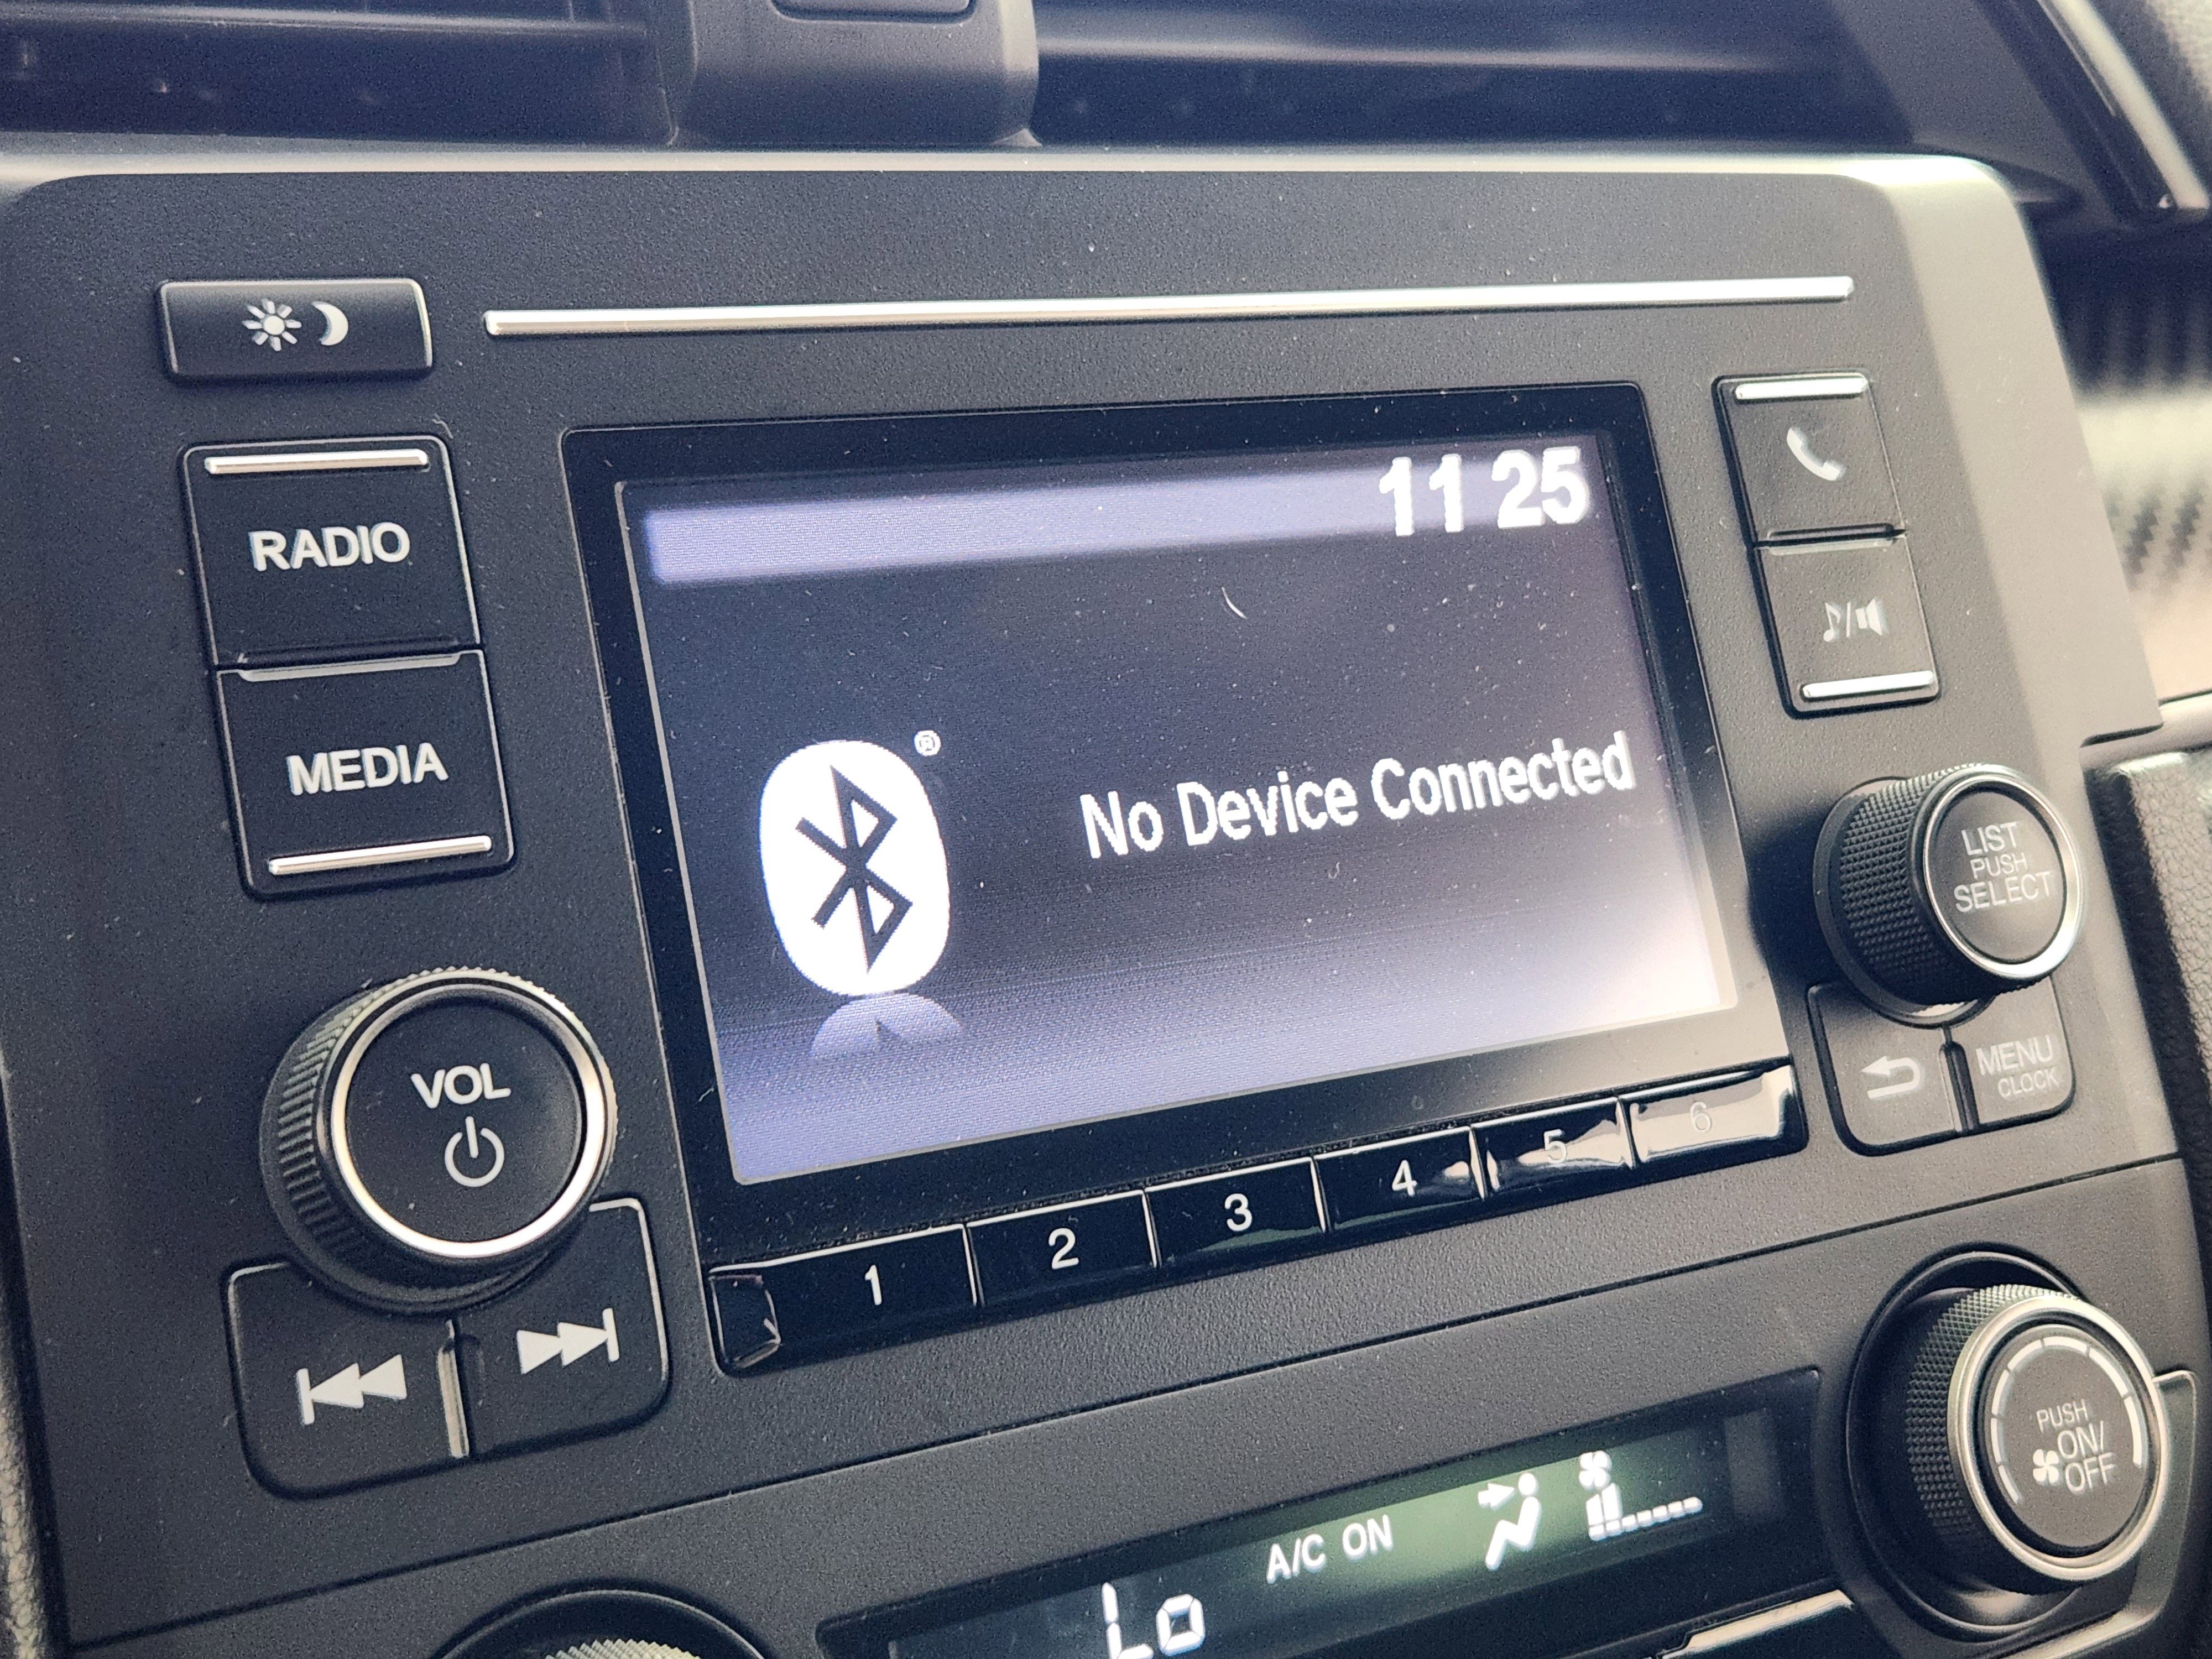 11 25
RADIO
MEDIA
®
No Device Connected
LIST
PUSH
SELECT
VOL
MENU
CLOCK
1 2 3 4 5 6
PUSH
ON/
OFF
A/C ON
Lo